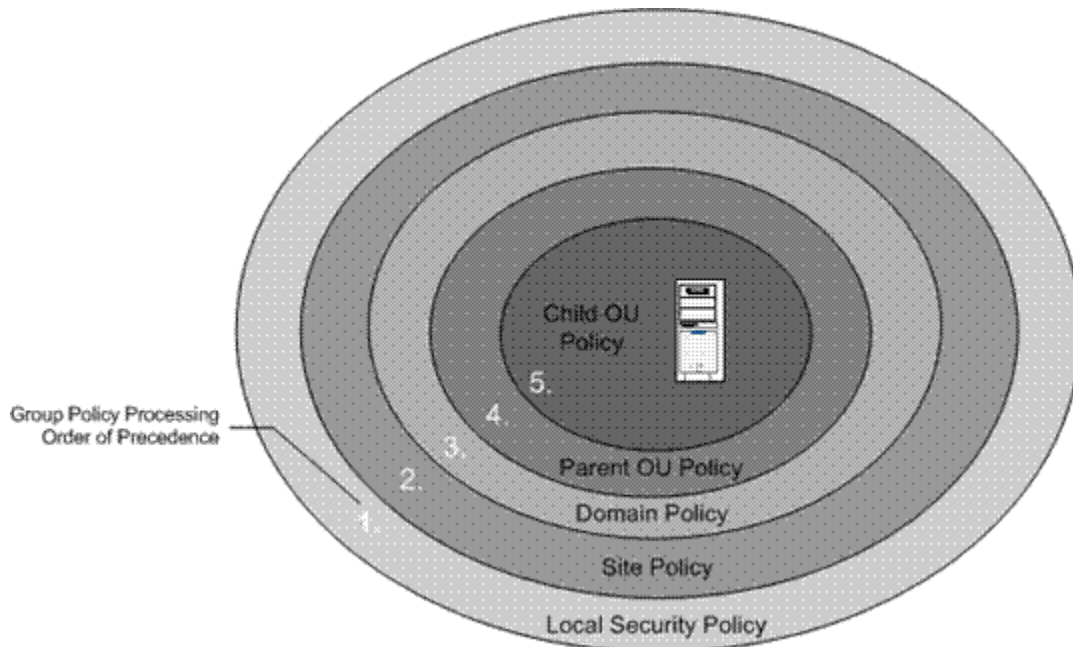 Child OU
Policy
5.
4.
3.
2.
1.
Group Policy Processing
Order of Precedence
Parent OU Policy
Domain Policy
Site Policy
Local Security Policy